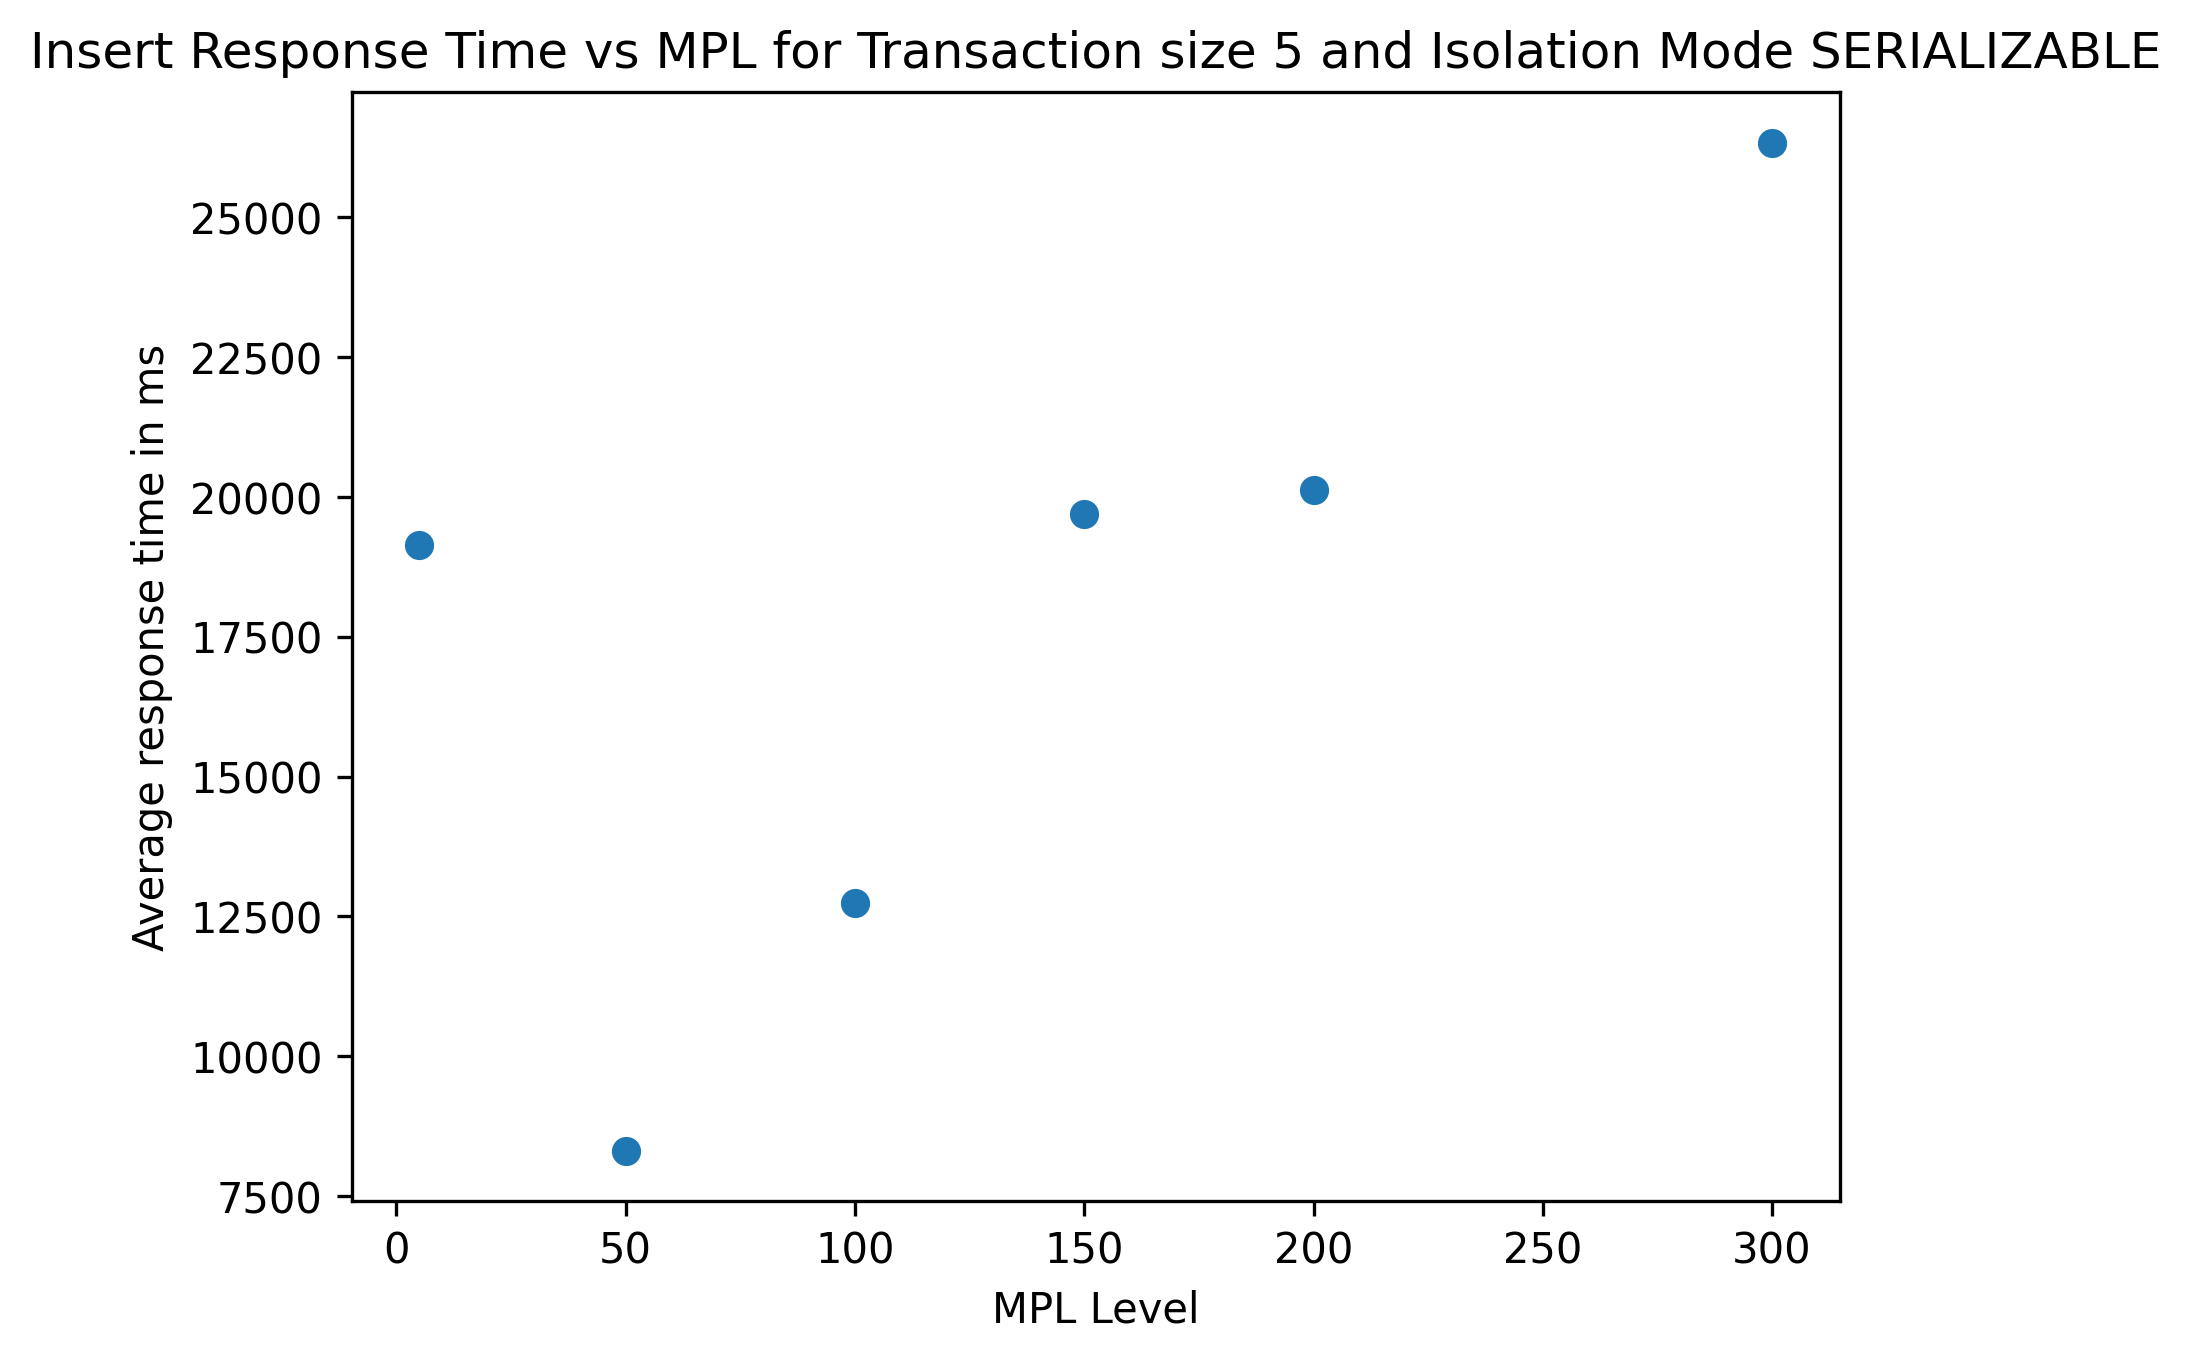 Insert Response Time vs MPL for Transaction size 5 and Isolation Mode SERIALIZABLE
Average response time in ms
25000
22500
20000
17500
15000
12500
10000
7500
0 50 100 150 200 250 300
MPL Level